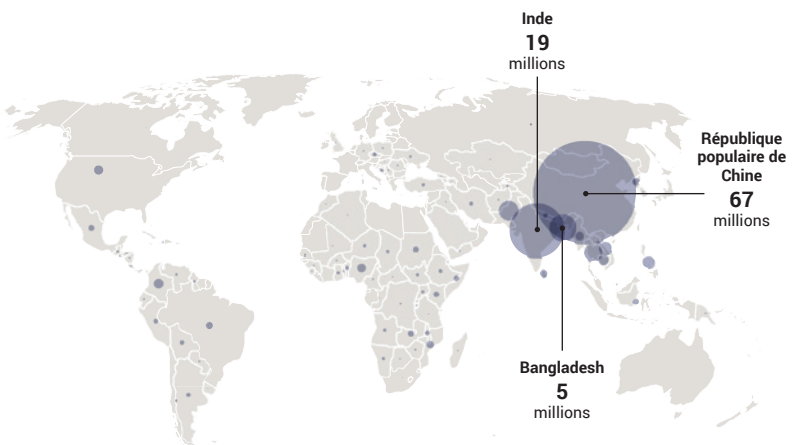 Inde
19
millions
République
populaire de
Chine
67
millions
Bangladesh
5
millions